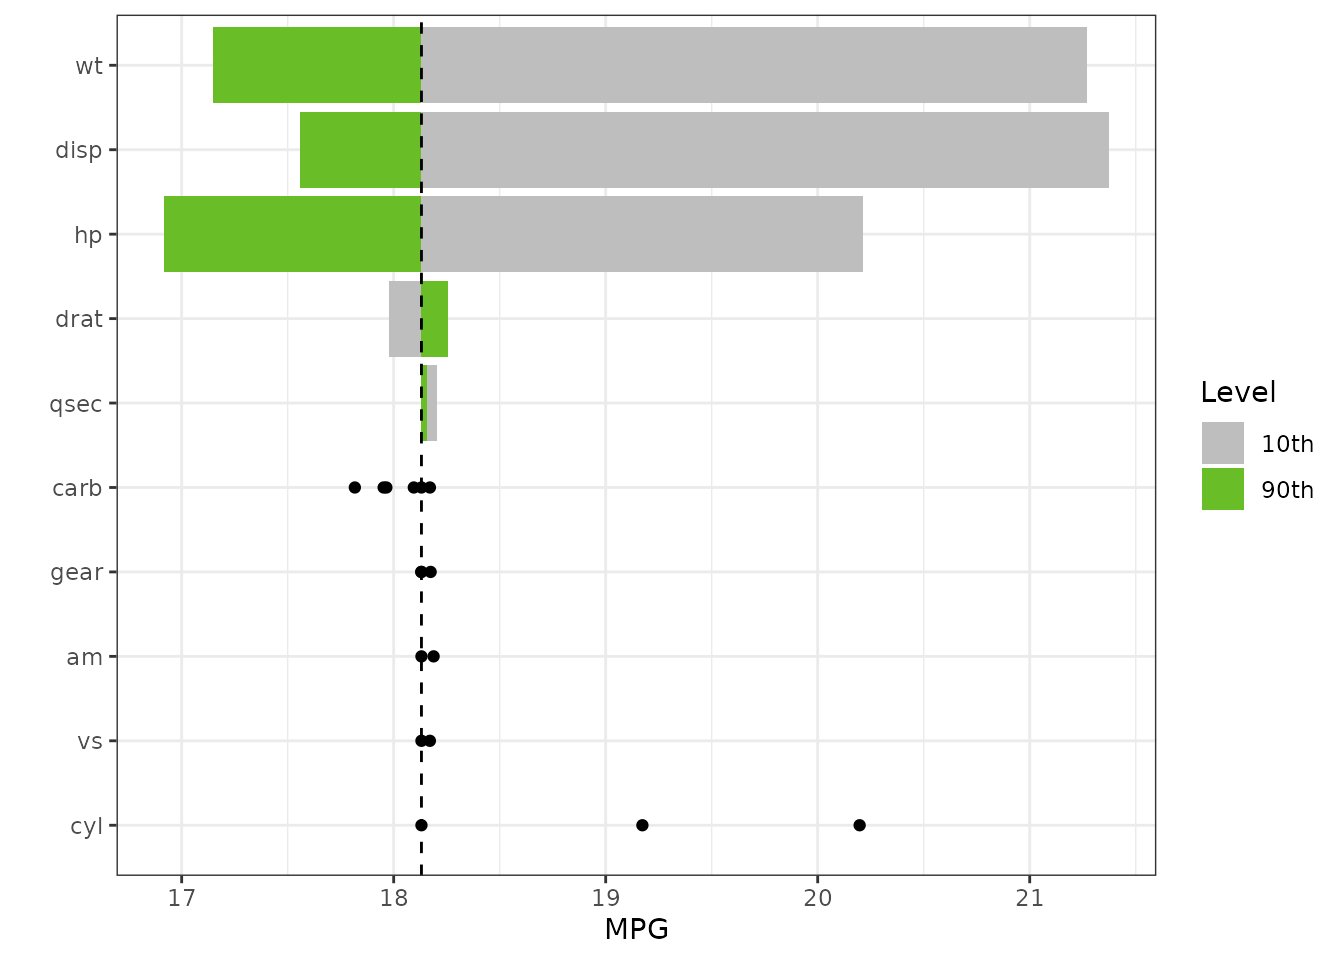 wt
disp
hp
drat
qsec
carb
gear
am
vs
cyl
17 18 19 20 21
MPG
Level
10th
90th